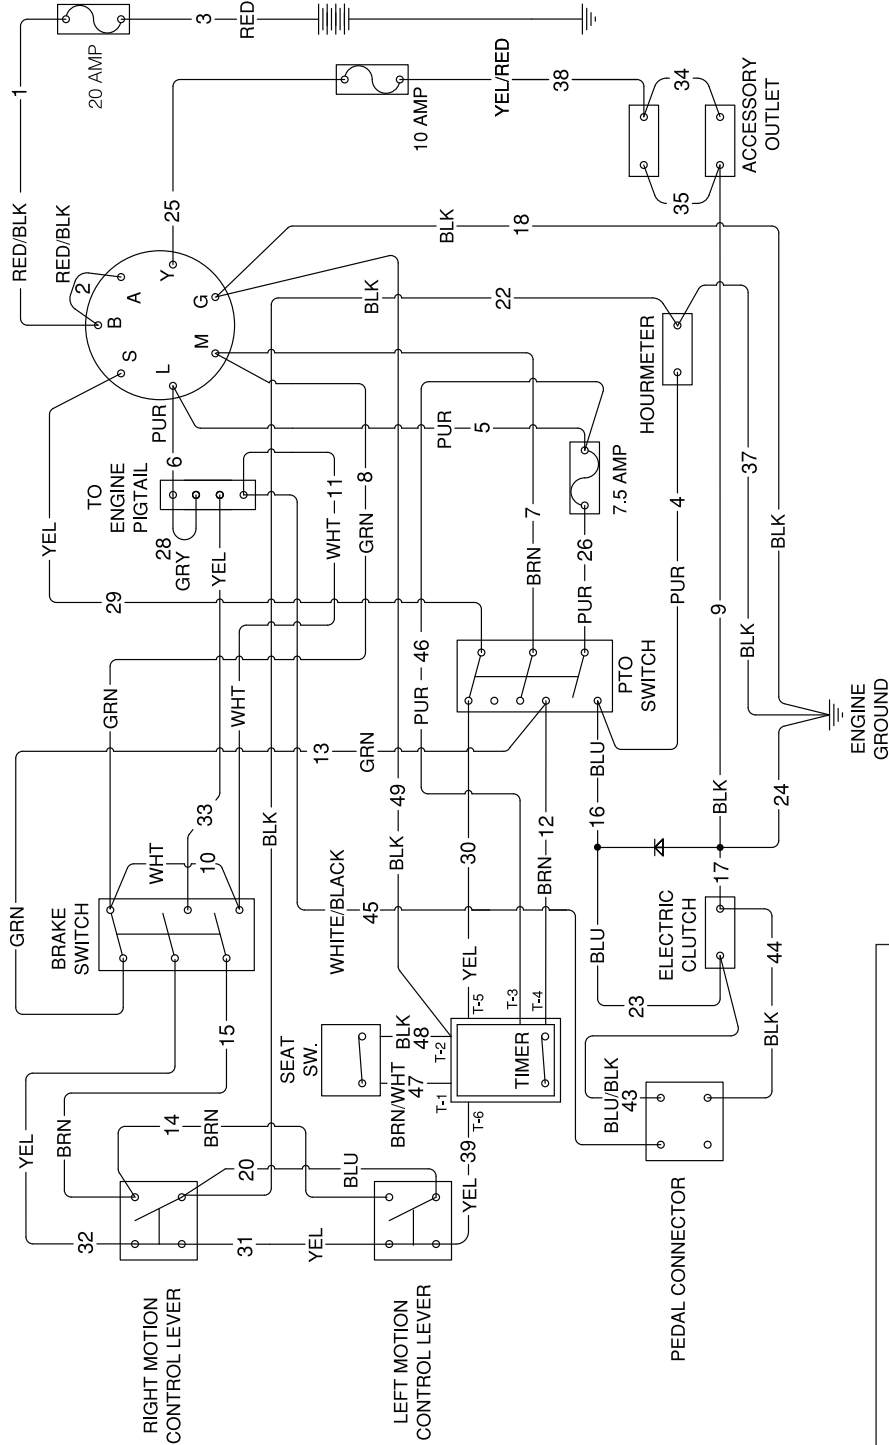 1
RED/BLK
20 AMP
3
RED
RED/BLK
2
B
A
S
Y
L
G
M
25
10 AMP
YEL/RED
38
34
35
ACCESSORY
OUTLET
BLK
18
BLK
22
HOURMETER
PUR
6
TO
ENGINE
PIGTAIL
28
GRY
YEL
YEL
29
WHT
11
GRN
8
PUR
5
7.5 AMP
BRN
7
PUR
26
PUR
4
37
BLK
BLK
9
PUR
46
PTO
SWITCH
GRN
WHT
13
GRN
33
BLK
BLK
49
30
BRN
12
BLU
16
BLK
24
ENGINE
GROUND
GRN
BRAKE
SWITCH
WHT
10
WHITE/BLACK
45
YEL
BLU
23
17
ELECTRIC
CLUTCH
44
BLK
15
SEAT
SW.
BRN/WHT
47
BLK
48
T-1
T-2
T-5
T-3
T-4
T-6
TIMER
BLU/BLK
43
YEL
BRN
14
BRN
20
BLU
YEL
39
32
31
YEL
RIGHT MOTION
CONTROL LEVER
LEFT MOTION
CONTROL LEVER
PEDAL CONNECTOR